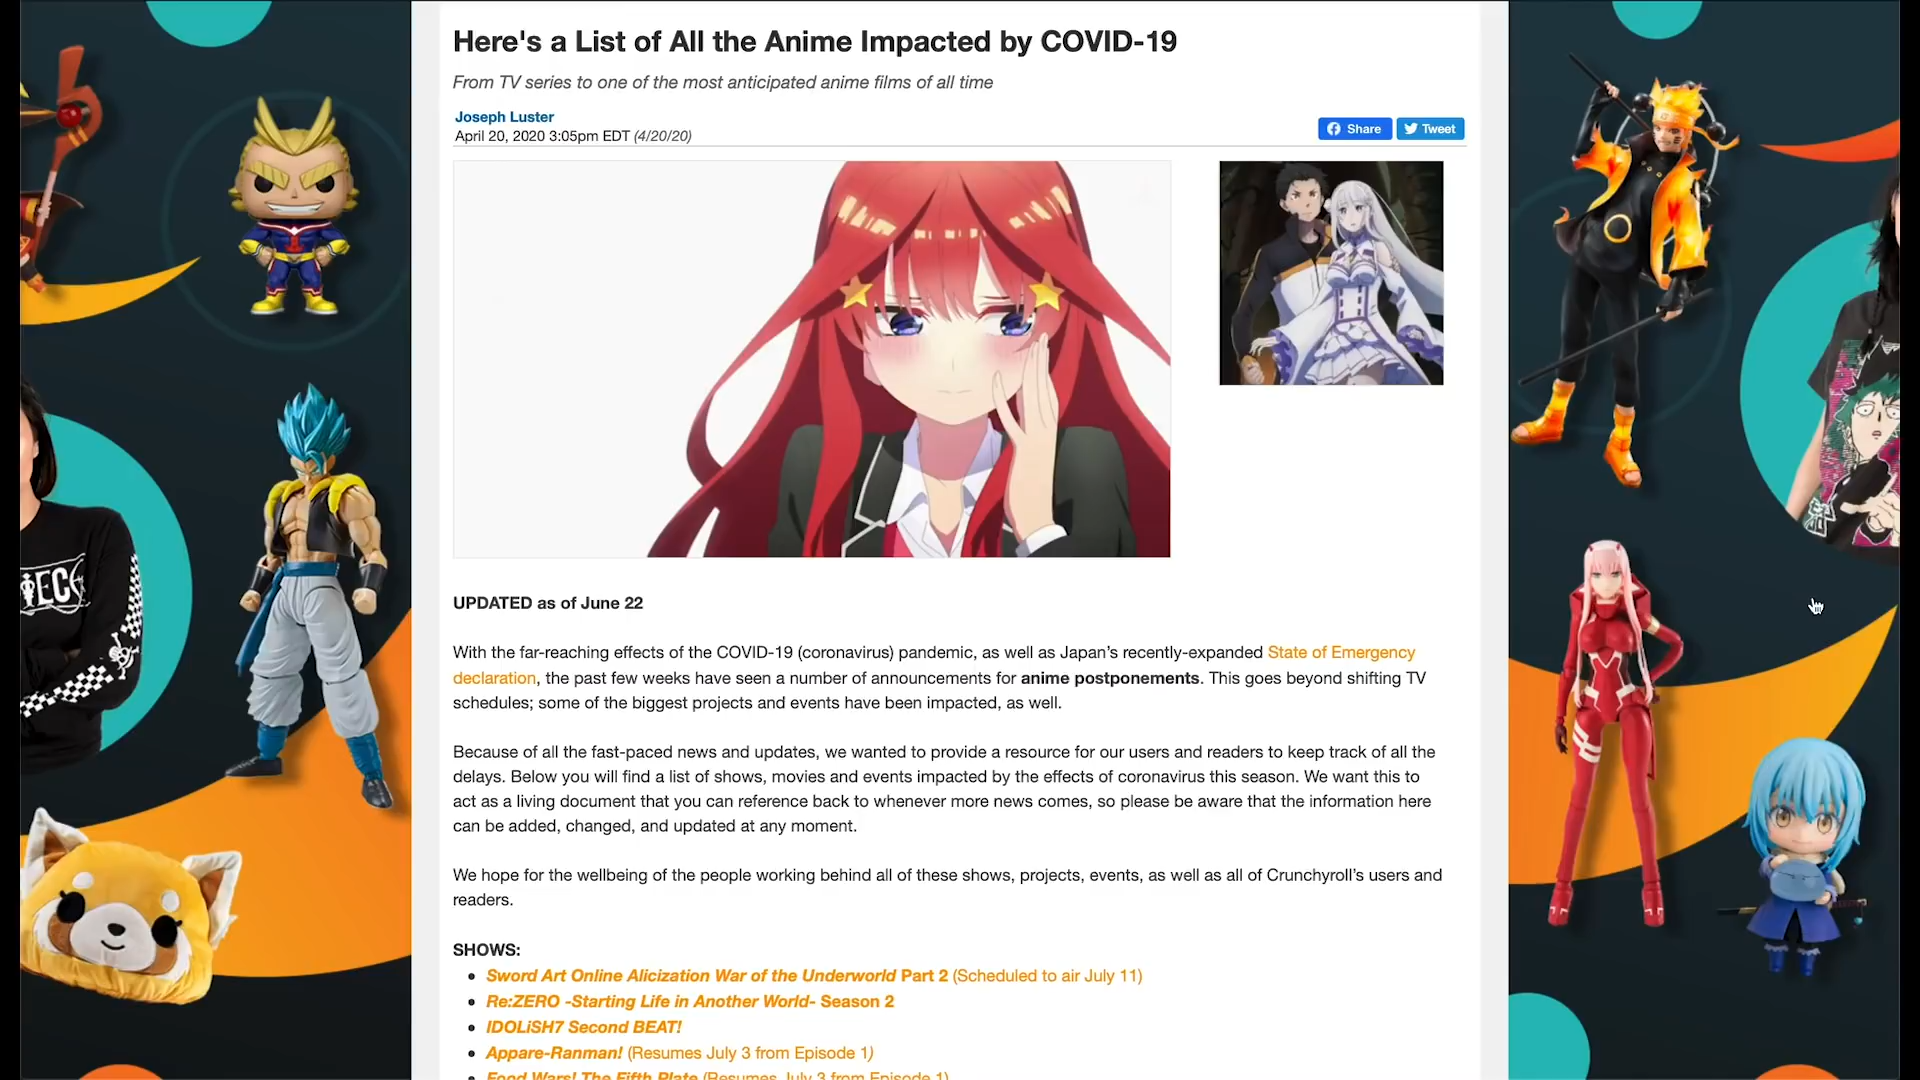 Here's a List of All the Anime Impacted by COVID-19
From TV series to one of the most anticipated anime films of all time
Joseph Luster
April 20, 2020 3:05pm EDT (4/20/20)
Share
Tweet
UPDATED as of June 22
With the far-reaching effects of the COVID-19 (coronavirus) pandemic, as well as Japan’s recently-expanded State of Emergency
declaration, the past few weeks have seen a number of announcements for anime postponements. This goes beyond shifting TV
schedules; some of the biggest projects and events have been impacted, as well.
Because of all the fast-paced news and updates, we wanted to provide a resource for our users and readers to keep track of all the
delays. Below you will find a list of shows, movies and events impacted by the effects of coronavirus this season. We want this to
act as a living document that you can reference back to whenever more news comes, so please be aware that the information here
can be added, changed, and updated at any moment.
We hope for the wellbeing of the people working behind all of these shows, projects, events, as well as all of Crunchyroll’s users and
readers.
SHOWS:
• Sword Art Online Alicization War of the Underworld Part 2 (Scheduled to air July 11)
• Re:ZERO -Starting Life in Another World- Season 2
• IDOLiSH7 Second BEAT!
• Appare-Ranman! (Resumes July 3 from Episode 1)
Food Wars! The Fifth Plate (Resumes July 3 from Episode 1)